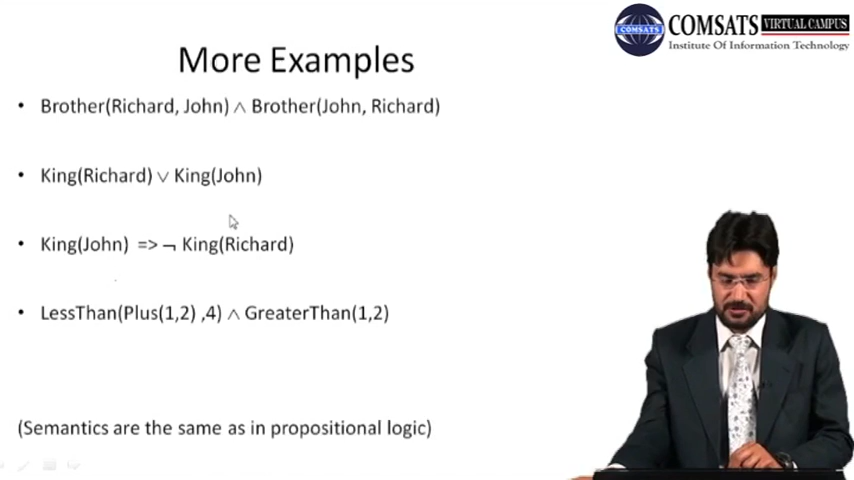 COMSATS VIRTUAL CAMPUS
COMSATS
Institute Of Information Technology
More Examples
• Brother(Richard, John) ∧ Brother(John, Richard)
• King(Richard) ∨ King(John)
• King(John) => ¬ King(Richard)
• LessThan(Plus(1,2) ,4) ∧ GreaterThan(1,2)
(Semantics are the same as in propositional logic)